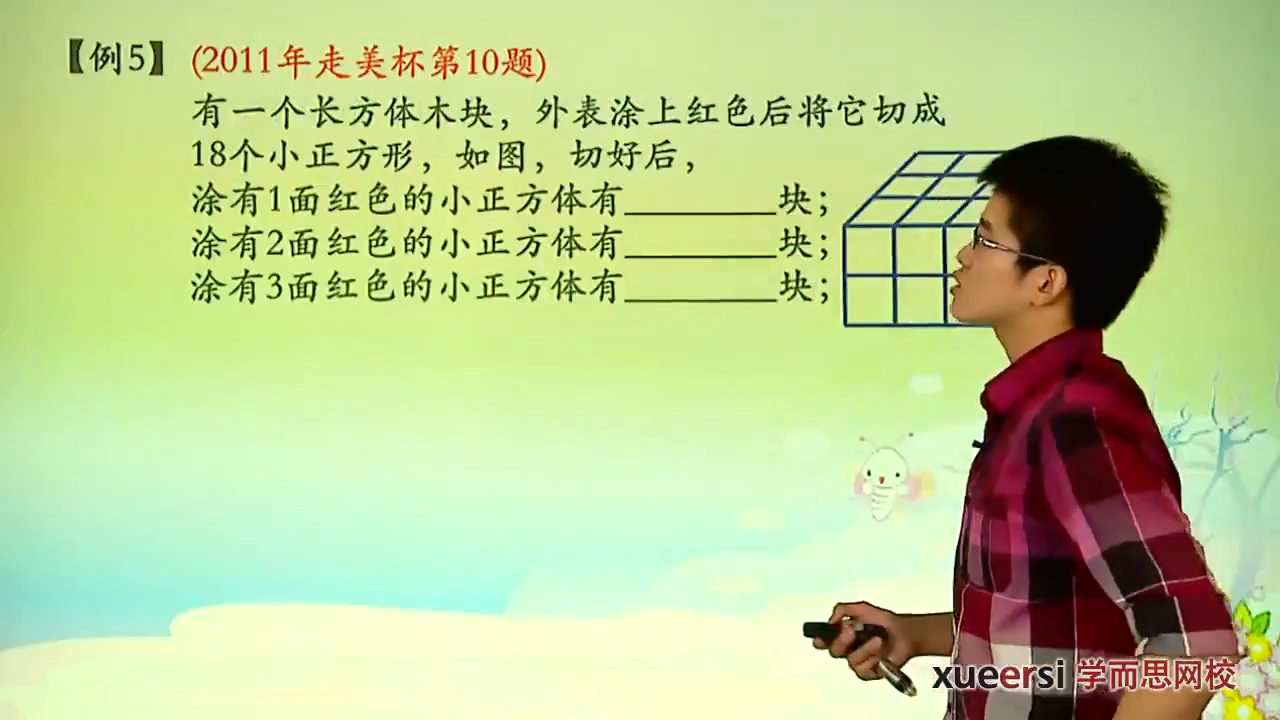 【例5】 (2011年走美杯第10题)
有一个长方体木块，外表涂上红色后将它切成
18个小正方形，如图，切好后，
涂有1面红色的小正方体有________块；
涂有2面红色的小正方体有________块；
涂有3面红色的小正方体有________块；
xueersi 学而思网校